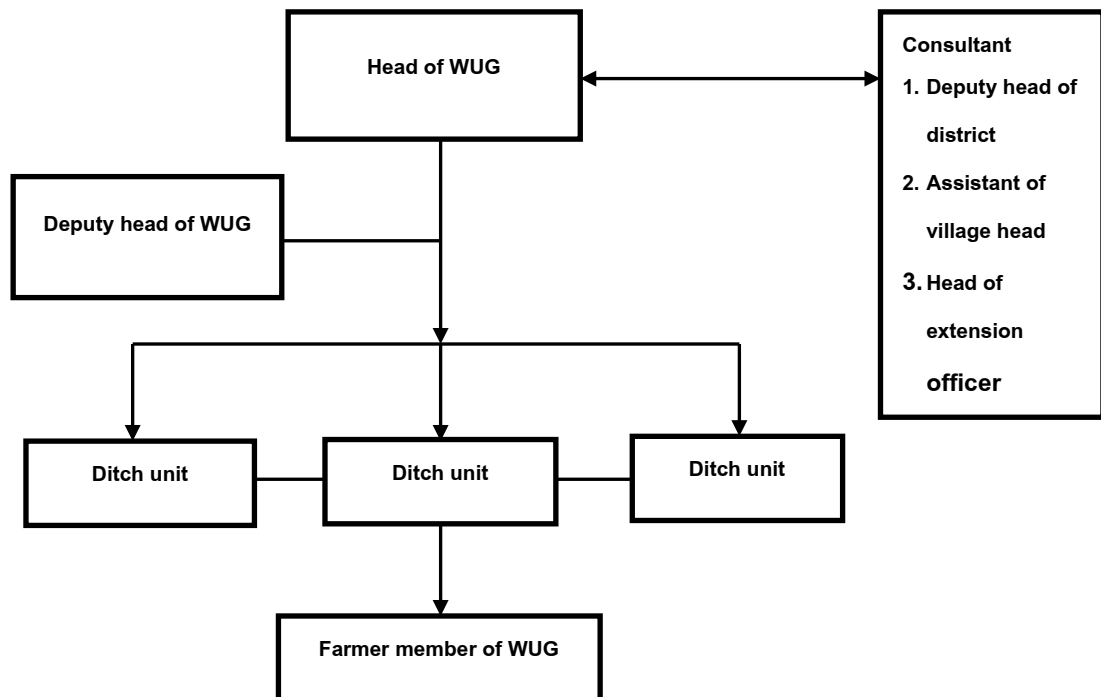 Head of WUG
Consultant
1. Deputy head of
district
2. Assistant of
village head
3. Head of
extension
officer
Deputy head of WUG
Ditch unit
Ditch unit
Ditch unit
Farmer member of WUG